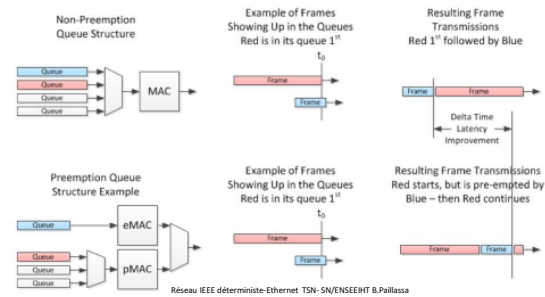 Non-Preemption
Queue Structure
Example of Frames
Showing Up in the Queues
Red is in its queue 1st
t0
Resulting Frame
Transmissions
Red 1st followed by Blue
Queue
Queue
Queue
Queue
MAC
Frame
Frame
Frame
Frame
Delta Time
Latency
Improvement
Preemption Queue
Structure Example
Example of Frames
Showing Up in the Queues
Red is in its queue 1st
t0
Resulting Frame Transmissions
Red starts, but is pre-empted by
Blue – then Red continues
Queue
eMAC
Queue
Queue
Queue
pMAC
Frame
Frame
Frame
Frame
Réseau IEEE déterministe-Ethernet TSN- SN/ENSEEIHT B.Paillassa